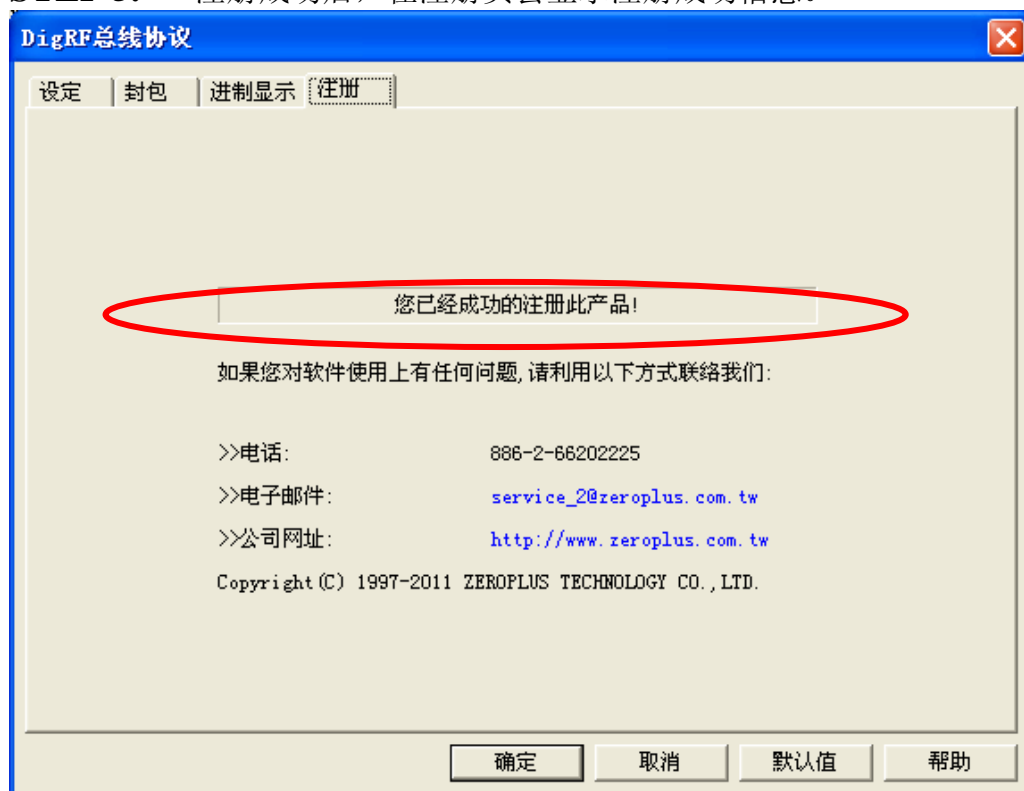 DigRF总线协议
设定 封包 进制显示 注册
您已经成功的注册此产品!
如果您对软件使用上有任何问题,请利用以下方式联络我们:
>>电话: 886-2-66202225
>>电子邮件: service_2@zeroplus.com.tw
>>公司网址: http://www.zeroplus.com.tw
Copyright(C) 1997-2011 ZEROPLUS TECHNOLOGY CO.,LTD.
确定 取消 默认值 帮助